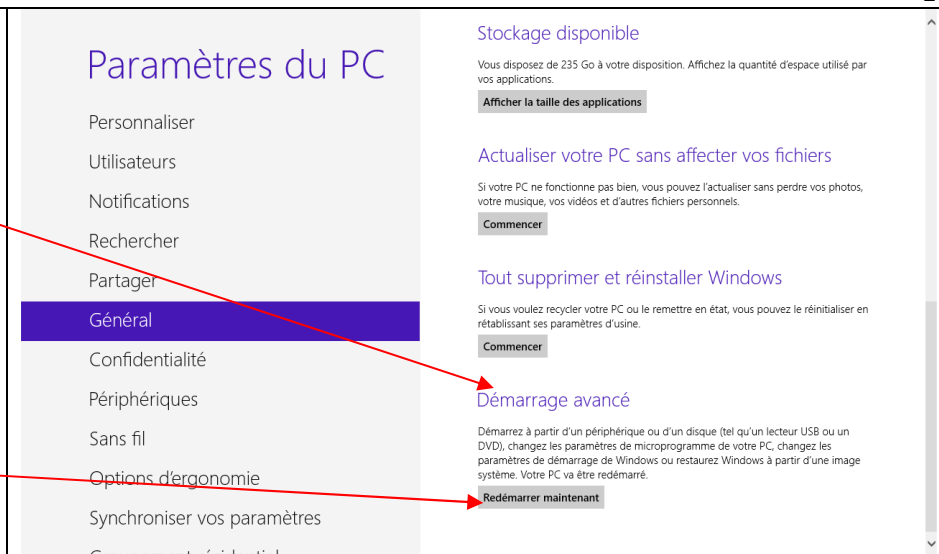 Paramètres du PC
Personnaliser
Utilisateurs
Notifications
Rechercher
Partager
Général
Confidentialité
Périphériques
Sans fil
Options d'ergonomie
Synchroniser vos paramètres
Stockage disponible
Vous disposez de 235 Go à votre disposition. Affichez la quantité d'espace utilisé par
vos applications.
Afficher la taille des applications
Actualiser votre PC sans affecter vos fichiers
Si votre PC ne fonctionne pas bien, vous pouvez l'actualiser sans perdre vos photos,
votre musique, vos vidéos et d'autres fichiers personnels.
Commencer
Tout supprimer et réinstaller Windows
Si vous voulez recycler votre PC ou le remettre en état, vous pouvez le réinitialiser en
rétablissant ses paramètres d'usine.
Commencer
Démarrage avancé
Démarrez à partir d'un périphérique ou d'un disque (tel qu'un lecteur USB ou un
DVD), changez les paramètres de microprogramme de votre PC, changez les
paramètres de démarrage de Windows ou restaurez Windows à partir d'une image
système. Votre PC va être redémarré.
Redémarrer maintenant